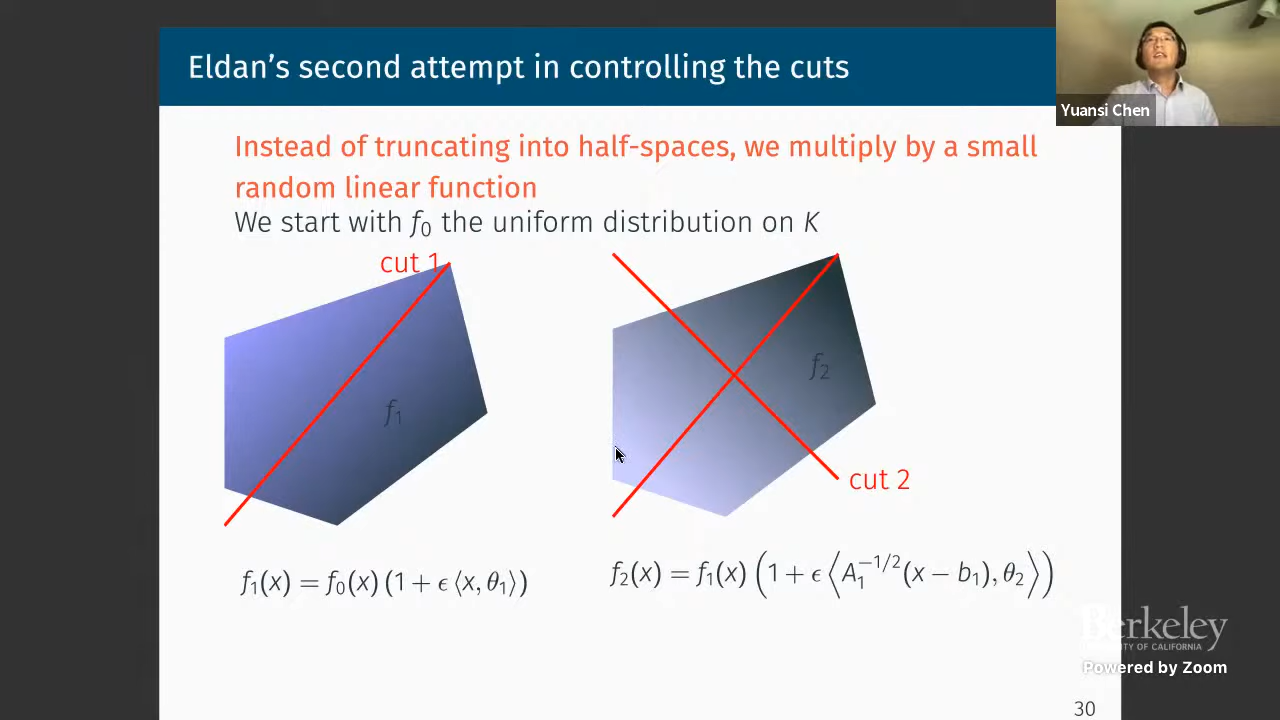 Eldan's second attempt in controlling the cuts
Yuansi Chen
Instead of truncating into half-spaces, we multiply by a small
random linear function
We start with f₀ the uniform distribution on K
cut 1
f₁
f₂
cut 2
f₁(x) = f₀(x) (1 + ϵ ⟨x, θ₁⟩)
f₂(x) = f₁(x) (1 + ϵ ⟨A₁^{-1/2}(x − b₁), θ₂⟩)
Berkeley
UNIVERSITY OF CALIFORNIA
Powered by Zoom
30